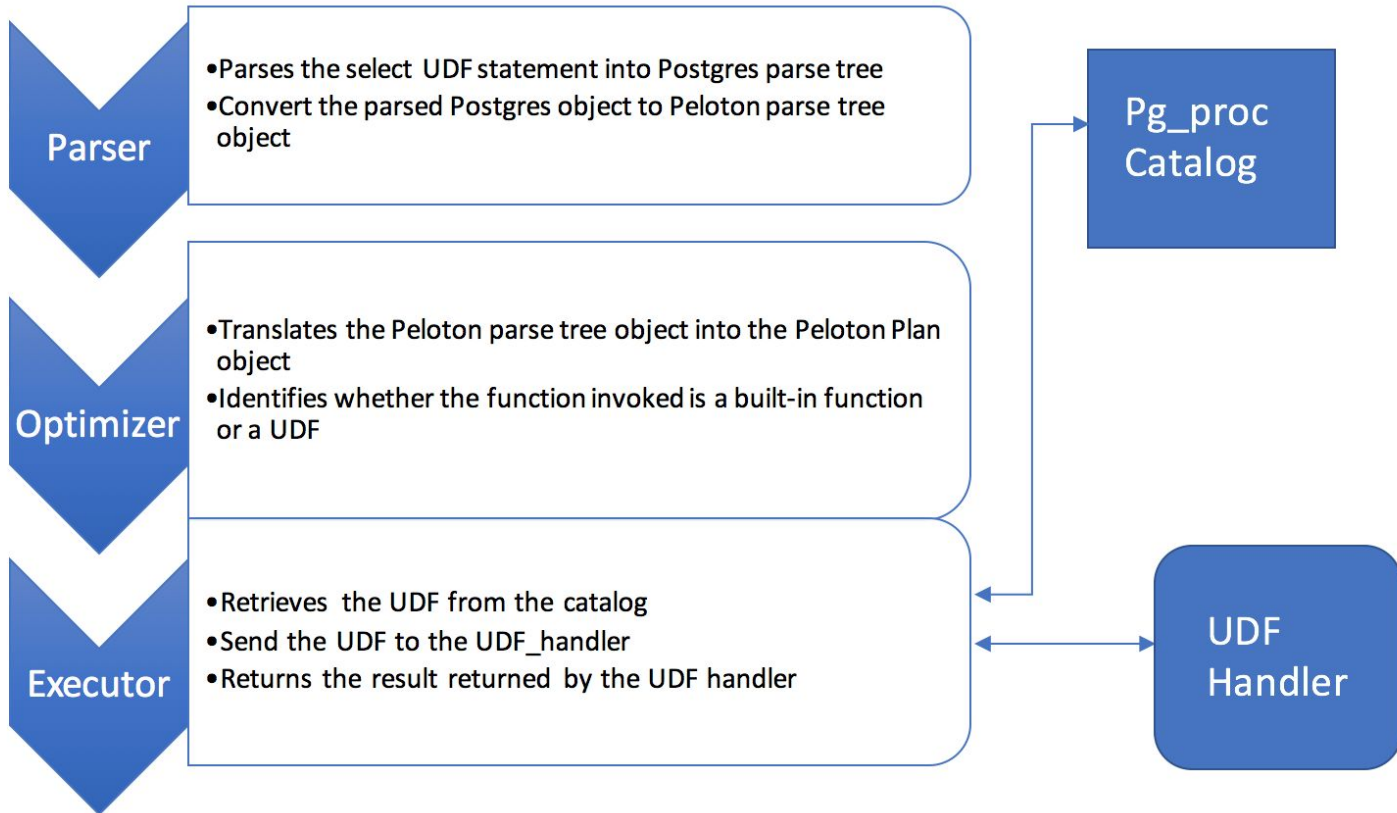 Parser
•Parses the select UDF statement into Postgres parse tree
•Convert the parsed Postgres object to Peloton parse tree
object
Pg_proc
Catalog
Optimizer
•Translates the Peloton parse tree object into the Peloton Plan
object
•Identifies whether the function invoked is a built-in function
or a UDF
Executor
•Retrieves the UDF from the catalog
•Send the UDF to the UDF_handler
•Returns the result returned by the UDF handler
UDF
Handler